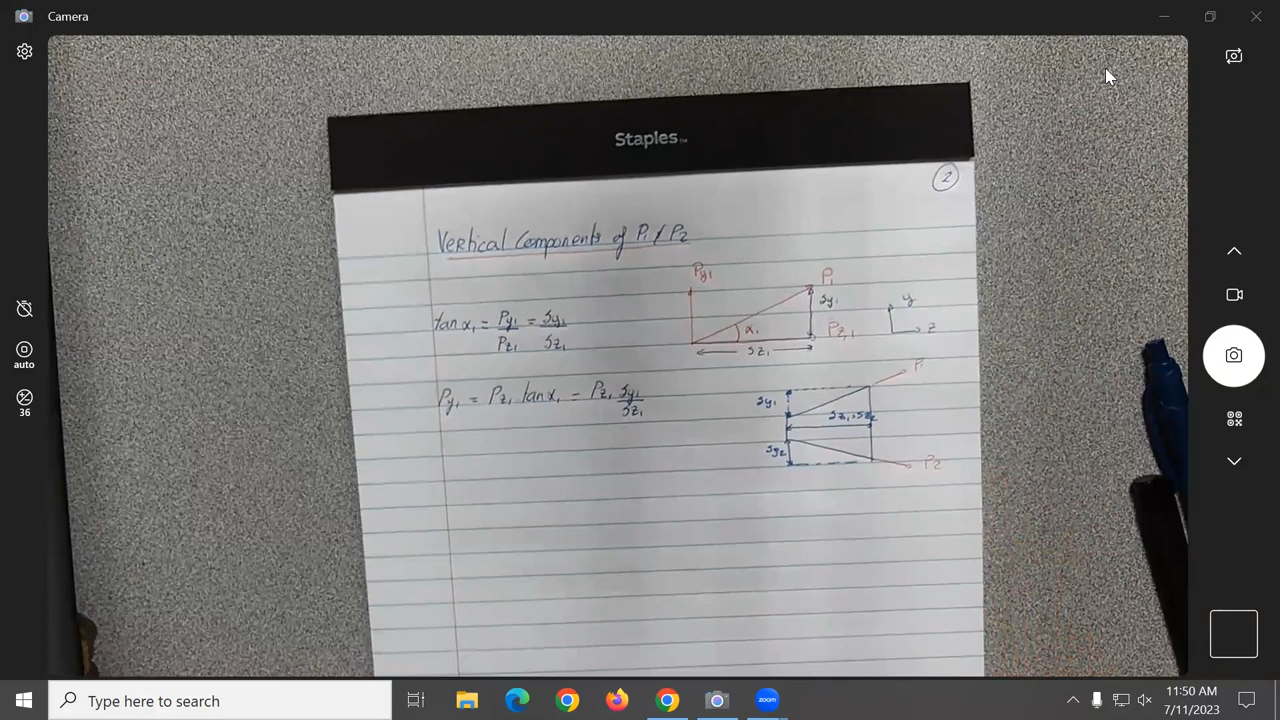 Camera
Staples™
2
Vertical Components of P1 & P2
Py1
P1
δy1
y
tan α1 = Py1/Pz1 = δy1/δz1
α1
Pz,1
z
δz1
P1
Py1 = Pz1 tan α1 = Pz1 δy1/δz1
δy1
δz1 = δz2
δy2
P2
auto
36
Type here to search
zoom
11:50 AM
7/11/2023